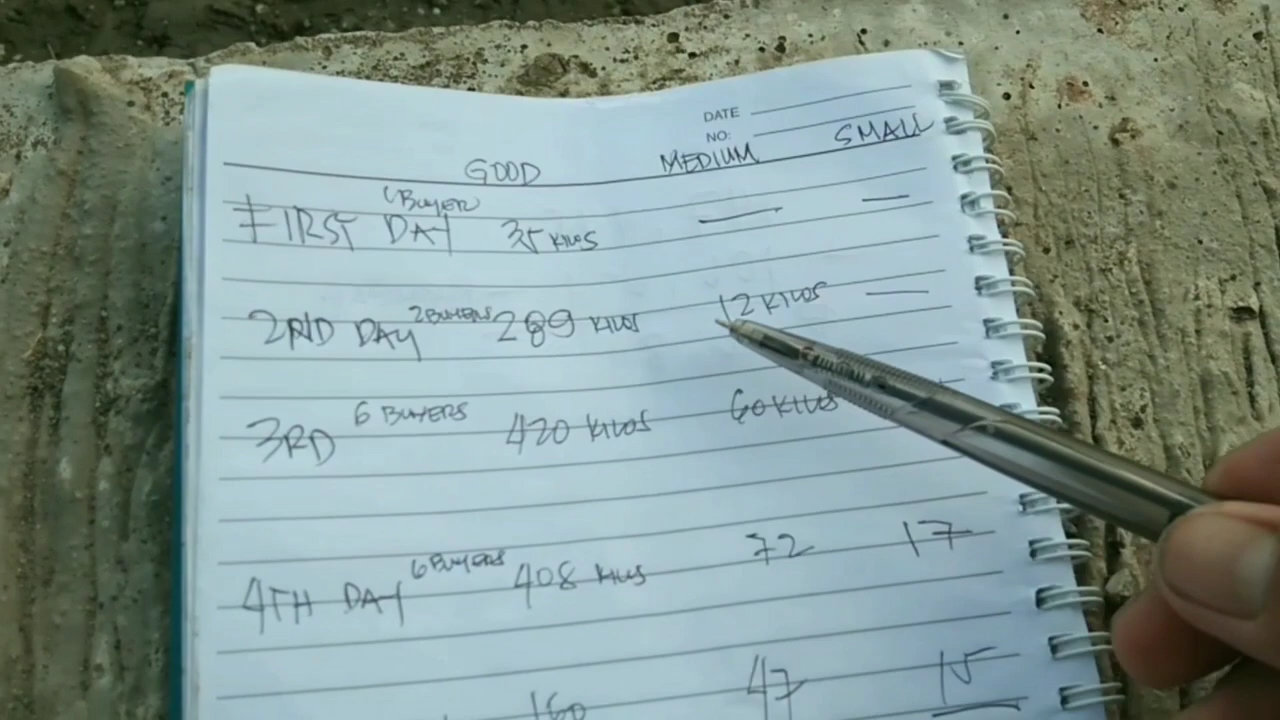 DATE
NO:
GOOD MEDIUM SMALL
1 BUYER
FIRST DAY 35 KILOS — —
2ND DAY 2 BUYERS 289 KILOS 12 KILOS —
3RD 6 BUYERS 420 KILOS 60 KILOS
4TH DAY 6 BUYERS 408 KILOS 72 17
160 47 15